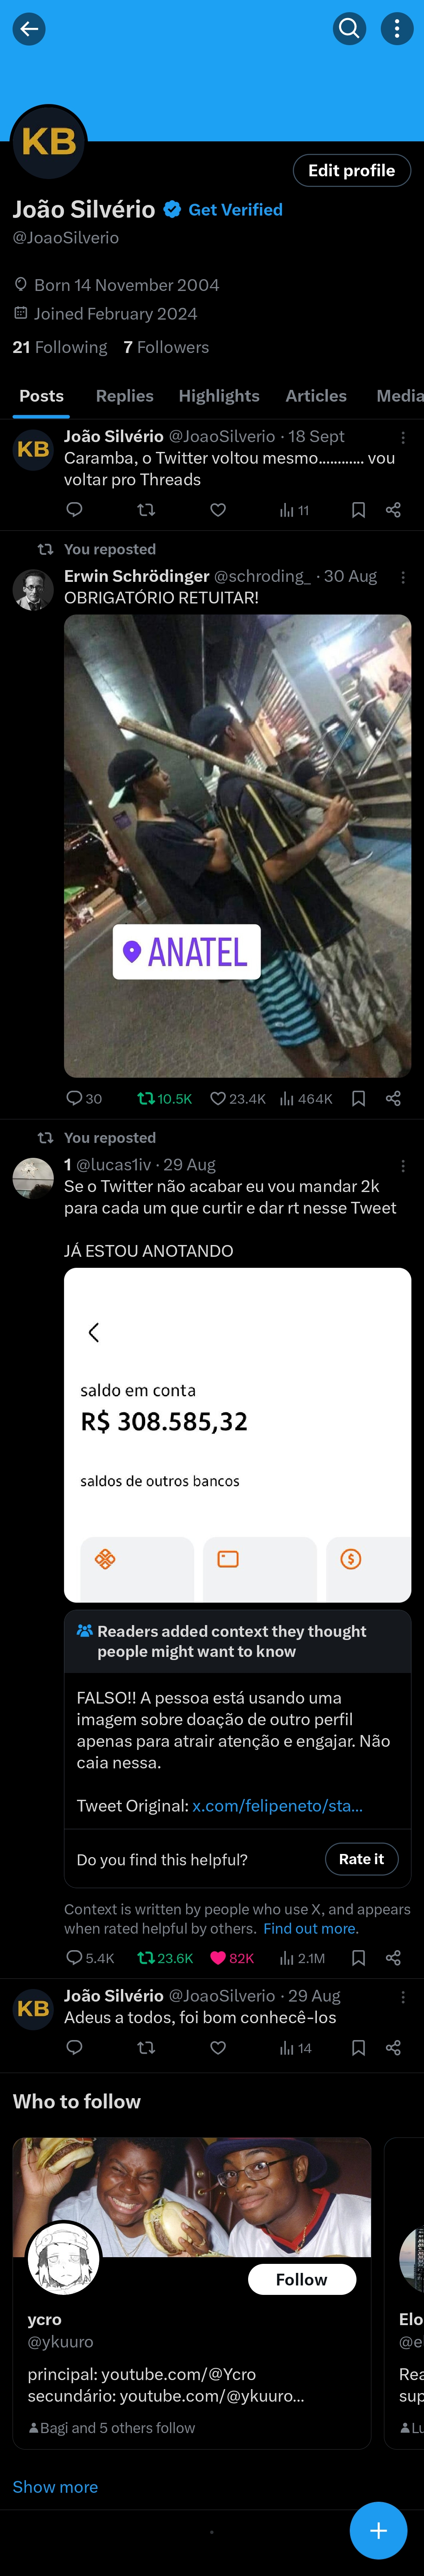 KB
Edit profile
João Silvério Get Verified
@JoaoSilverio
Born 14 November 2004
Joined February 2024
21 Following 7 Followers
Posts Replies Highlights Articles Media
KB
João Silvério @JoaoSilverio · 18 Sept
Caramba, o Twitter voltou mesmo............ vou
voltar pro Threads
11
You reposted
Erwin Schrödinger @schroding_ · 30 Aug
OBRIGATÓRIO RETUITAR!
ANATEL
30 10.5K 23.4K 464K
You reposted
1 @lucas1iv · 29 Aug
Se o Twitter não acabar eu vou mandar 2k
para cada um que curtir e dar rt nesse Tweet
JÁ ESTOU ANOTANDO
saldo em conta
R$ 308.585,32
saldos de outros bancos
Readers added context they thought
people might want to know
FALSO!! A pessoa está usando uma
imagem sobre doação de outro perfil
apenas para atrair atenção e engajar. Não
caia nessa.
Tweet Original: x.com/felipeneto/sta...
Do you find this helpful? Rate it
Context is written by people who use X, and appears
when rated helpful by others. Find out more.
5.4K 23.6K 82K 2.1M
KB
João Silvério @JoaoSilverio · 29 Aug
Adeus a todos, foi bom conhecê-los
14
Who to follow
Follow
ycro
@ykuuro
principal: youtube.com/@Ycro
secundário: youtube.com/@ykuuro...
Bagi and 5 others follow
Elo
@e
Rea
sup
Lu
Show more